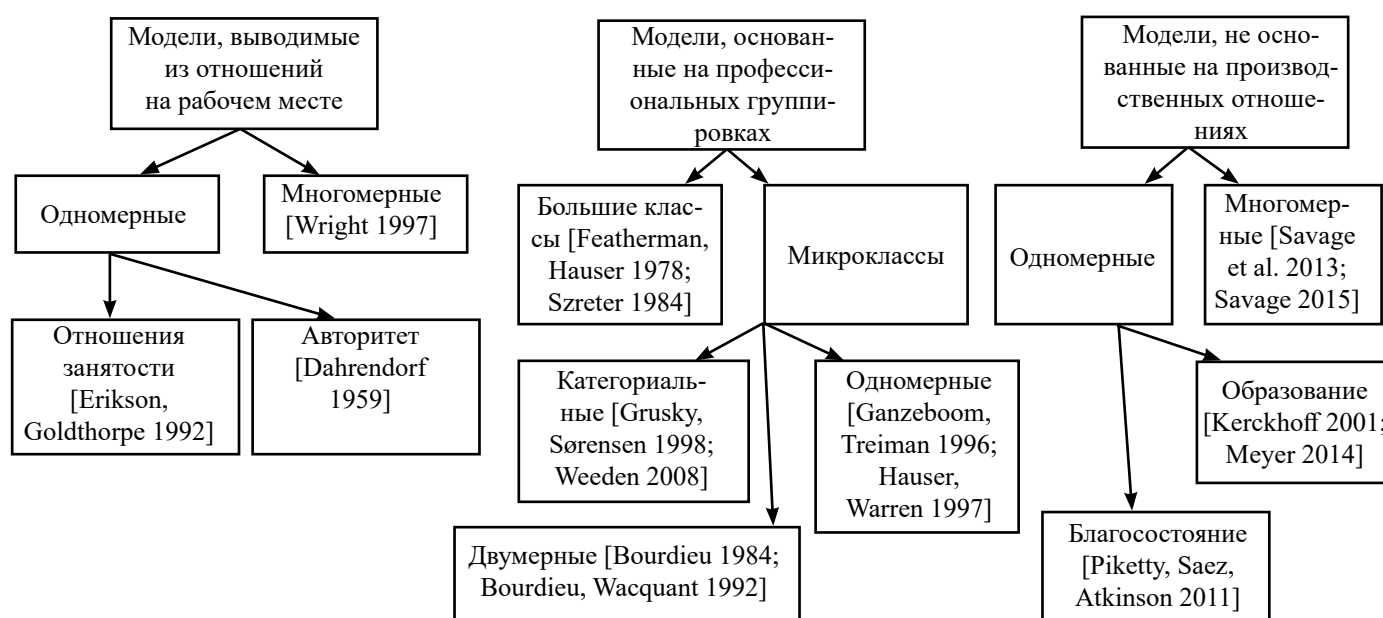 Модели, выводимые
из отношений
на рабочем месте
Одномерные
Многомерные
[Wright 1997]
Отношения
занятости
[Erikson,
Goldthorpe 1992]
Авторитет
[Dahrendorf
1959]
Модели, основан-
ные на професси-
ональных группи-
ровках
Большие клас-
сы [Featherman,
Hauser 1978;
Szreter 1984]
Микроклассы
Категориаль-
ные [Grusky,
Sørensen 1998;
Weeden 2008]
Одномерные
[Ganzeboom,
Treiman 1996;
Hauser,
Warren 1997]
Двумерные [Bourdieu 1984;
Bourdieu, Wacquant 1992]
Модели, не осно-
ванные на производ-
ственных отноше-
ниях
Одномерные
Многомер-
ные [Savage
et al. 2013;
Savage 2015]
Образование
[Kerckhoff 2001;
Meyer 2014]
Благосостояние
[Piketty, Saez,
Atkinson 2011]